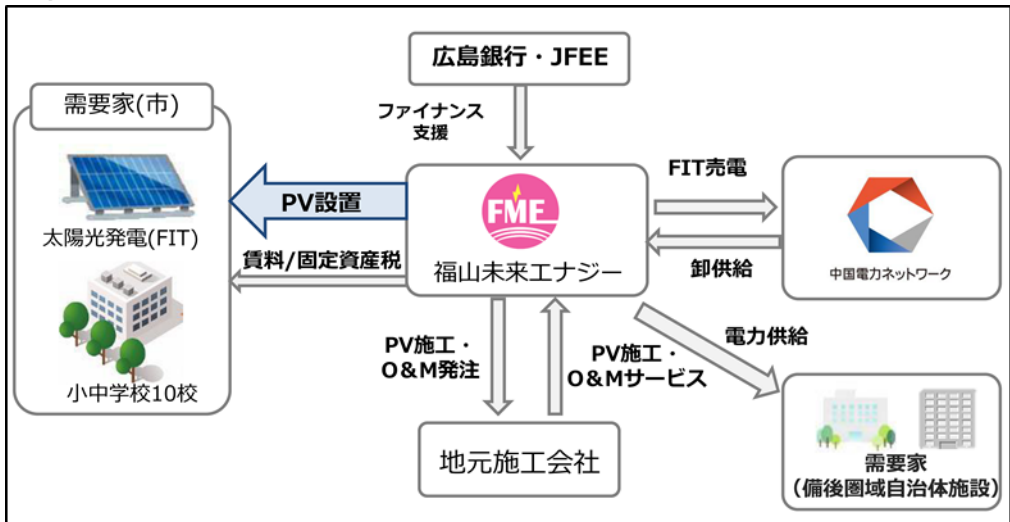 広島銀行・JFEE
ファイナンス
支援
需要家(市)
太陽光発電(FIT)
小中学校10校
PV設置
賃料/固定資産税
FME
福山未来エナジー
FIT売電
卸供給
中国電力ネットワーク
PV施工・
O&M発注
PV施工・
O&Mサービス
電力供給
地元施工会社
需要家
(備後圏域自治体施設)